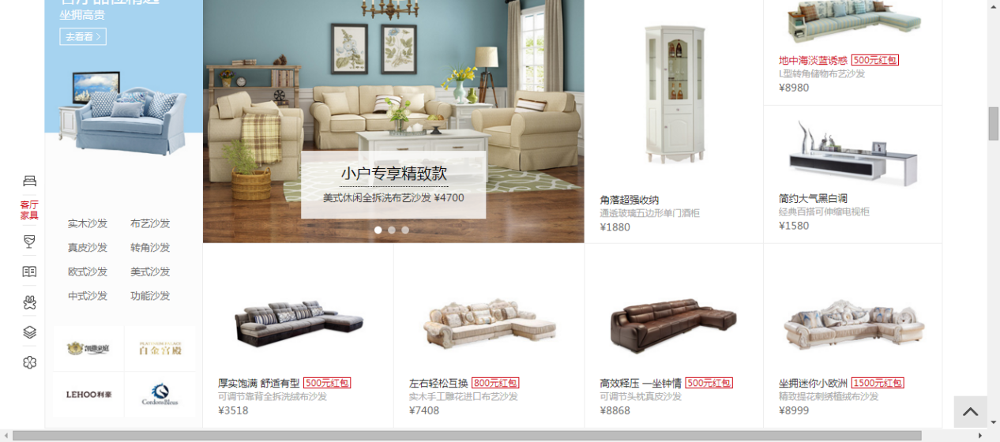 坐拥高贵
去看看 >
客厅
家具
实木沙发 布艺沙发
真皮沙发 转角沙发
欧式沙发 美式沙发
中式沙发 功能沙发
白金宫殿
LEHOO利豪
CordonsBleus
小户专享精致款
美式休闲全拆洗布艺沙发 ¥4700
角落超强收纳
通透玻璃五边形单门酒柜
¥1880
地中海淡蓝诱惑 500元红包
L型转角储物布艺沙发
¥8980
简约大气黑白调
经典百搭可伸缩电视柜
¥1580
厚实饱满 舒适有型 500元红包
可调节靠背全拆洗绒布沙发
¥3518
左右轻松互换 800元红包
实木手工雕花进口布艺沙发
¥7408
高效释压 一坐钟情 500元红包
可调节头枕真皮沙发
¥8868
坐拥迷你小欧洲 1500元红包
精致提花刺绣植绒布沙发
¥8999